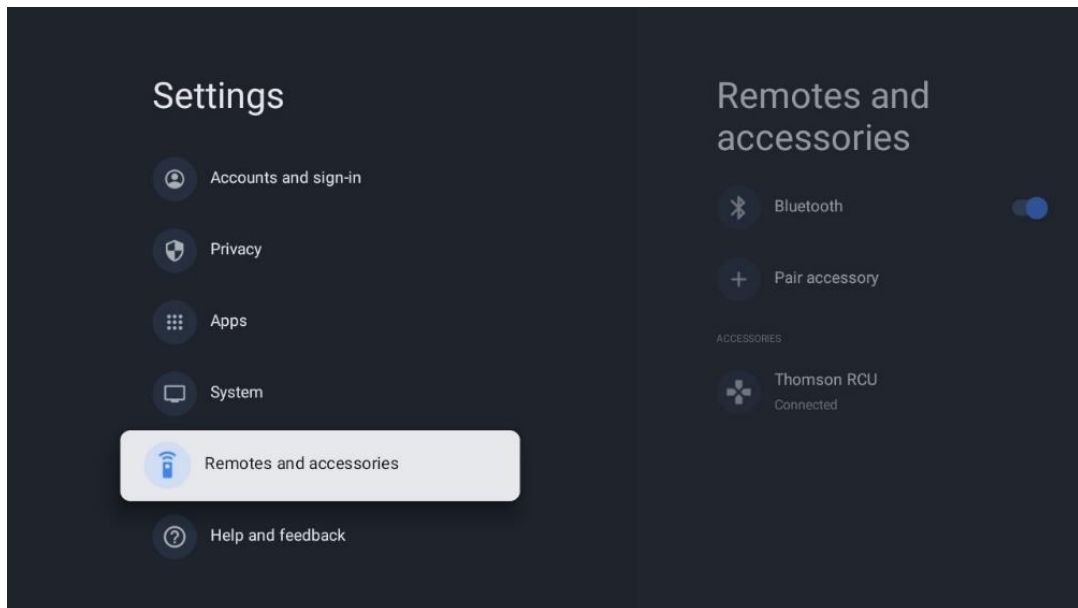 Settings
Accounts and sign-in
Privacy
Apps
System
Remotes and accessories
Help and feedback
Remotes and
accessories
Bluetooth
Pair accessory
ACCESSORIES
Thomson RCU
Connected